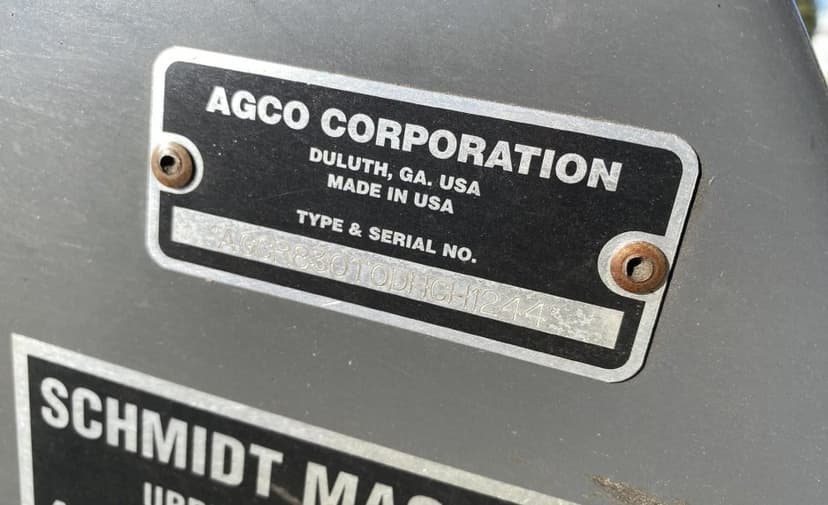 AGCO CORPORATION
DULUTH, GA. USA
MADE IN USA
TYPE & SERIAL NO.
SCHMIDT